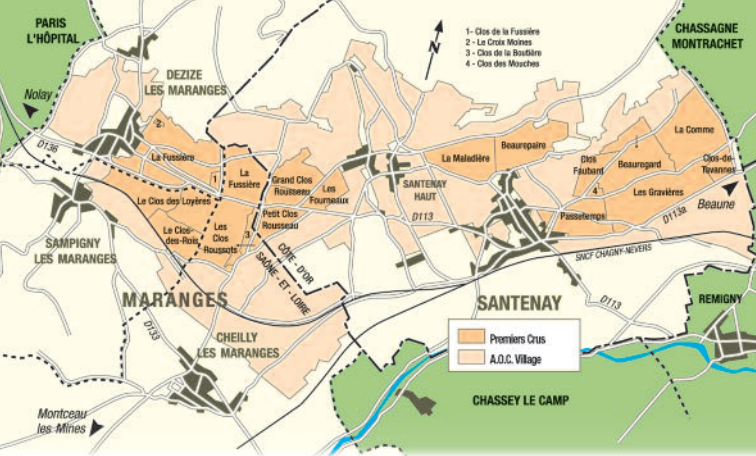 PARIS
L'HÔPITAL
1- Clos de la Fussière
2 - Le Croix Moines
3 - Clos de la Boutière
4 - Clos des Mouches
N
CHASSAGNE
MONTRACHET
DEZIZE
LES MARANGES
Nolay
2
D136
La Fussière
1
La
Fussière
Grand Clos
Rousseau
Les
Fourneaux
Petit Clos
Rousseau
Le Clos des Loyères
Le Clos-
des-Rois
Les
Clos
Roussots
3
La Maladière
Beaurepaire
SANTENAY
HAUT
D113
Clos
Faubard
4
Beauregard
La Comme
Clos-de-
Tavannes
Les Gravières
Passetemps
D113a
Beaune
SAMPIGNY
LES MARANGES
CÔTE - D'OR
SAÔNE - ET - LOIRE
SNCF CHAGNY-NEVERS
MARANGES
SANTENAY
D113
REMIGNY
D133
CHEILLY
LES MARANGES
Premiers Crus
A.O.C. Village
Montceau
les Mines
CHASSEY LE CAMP